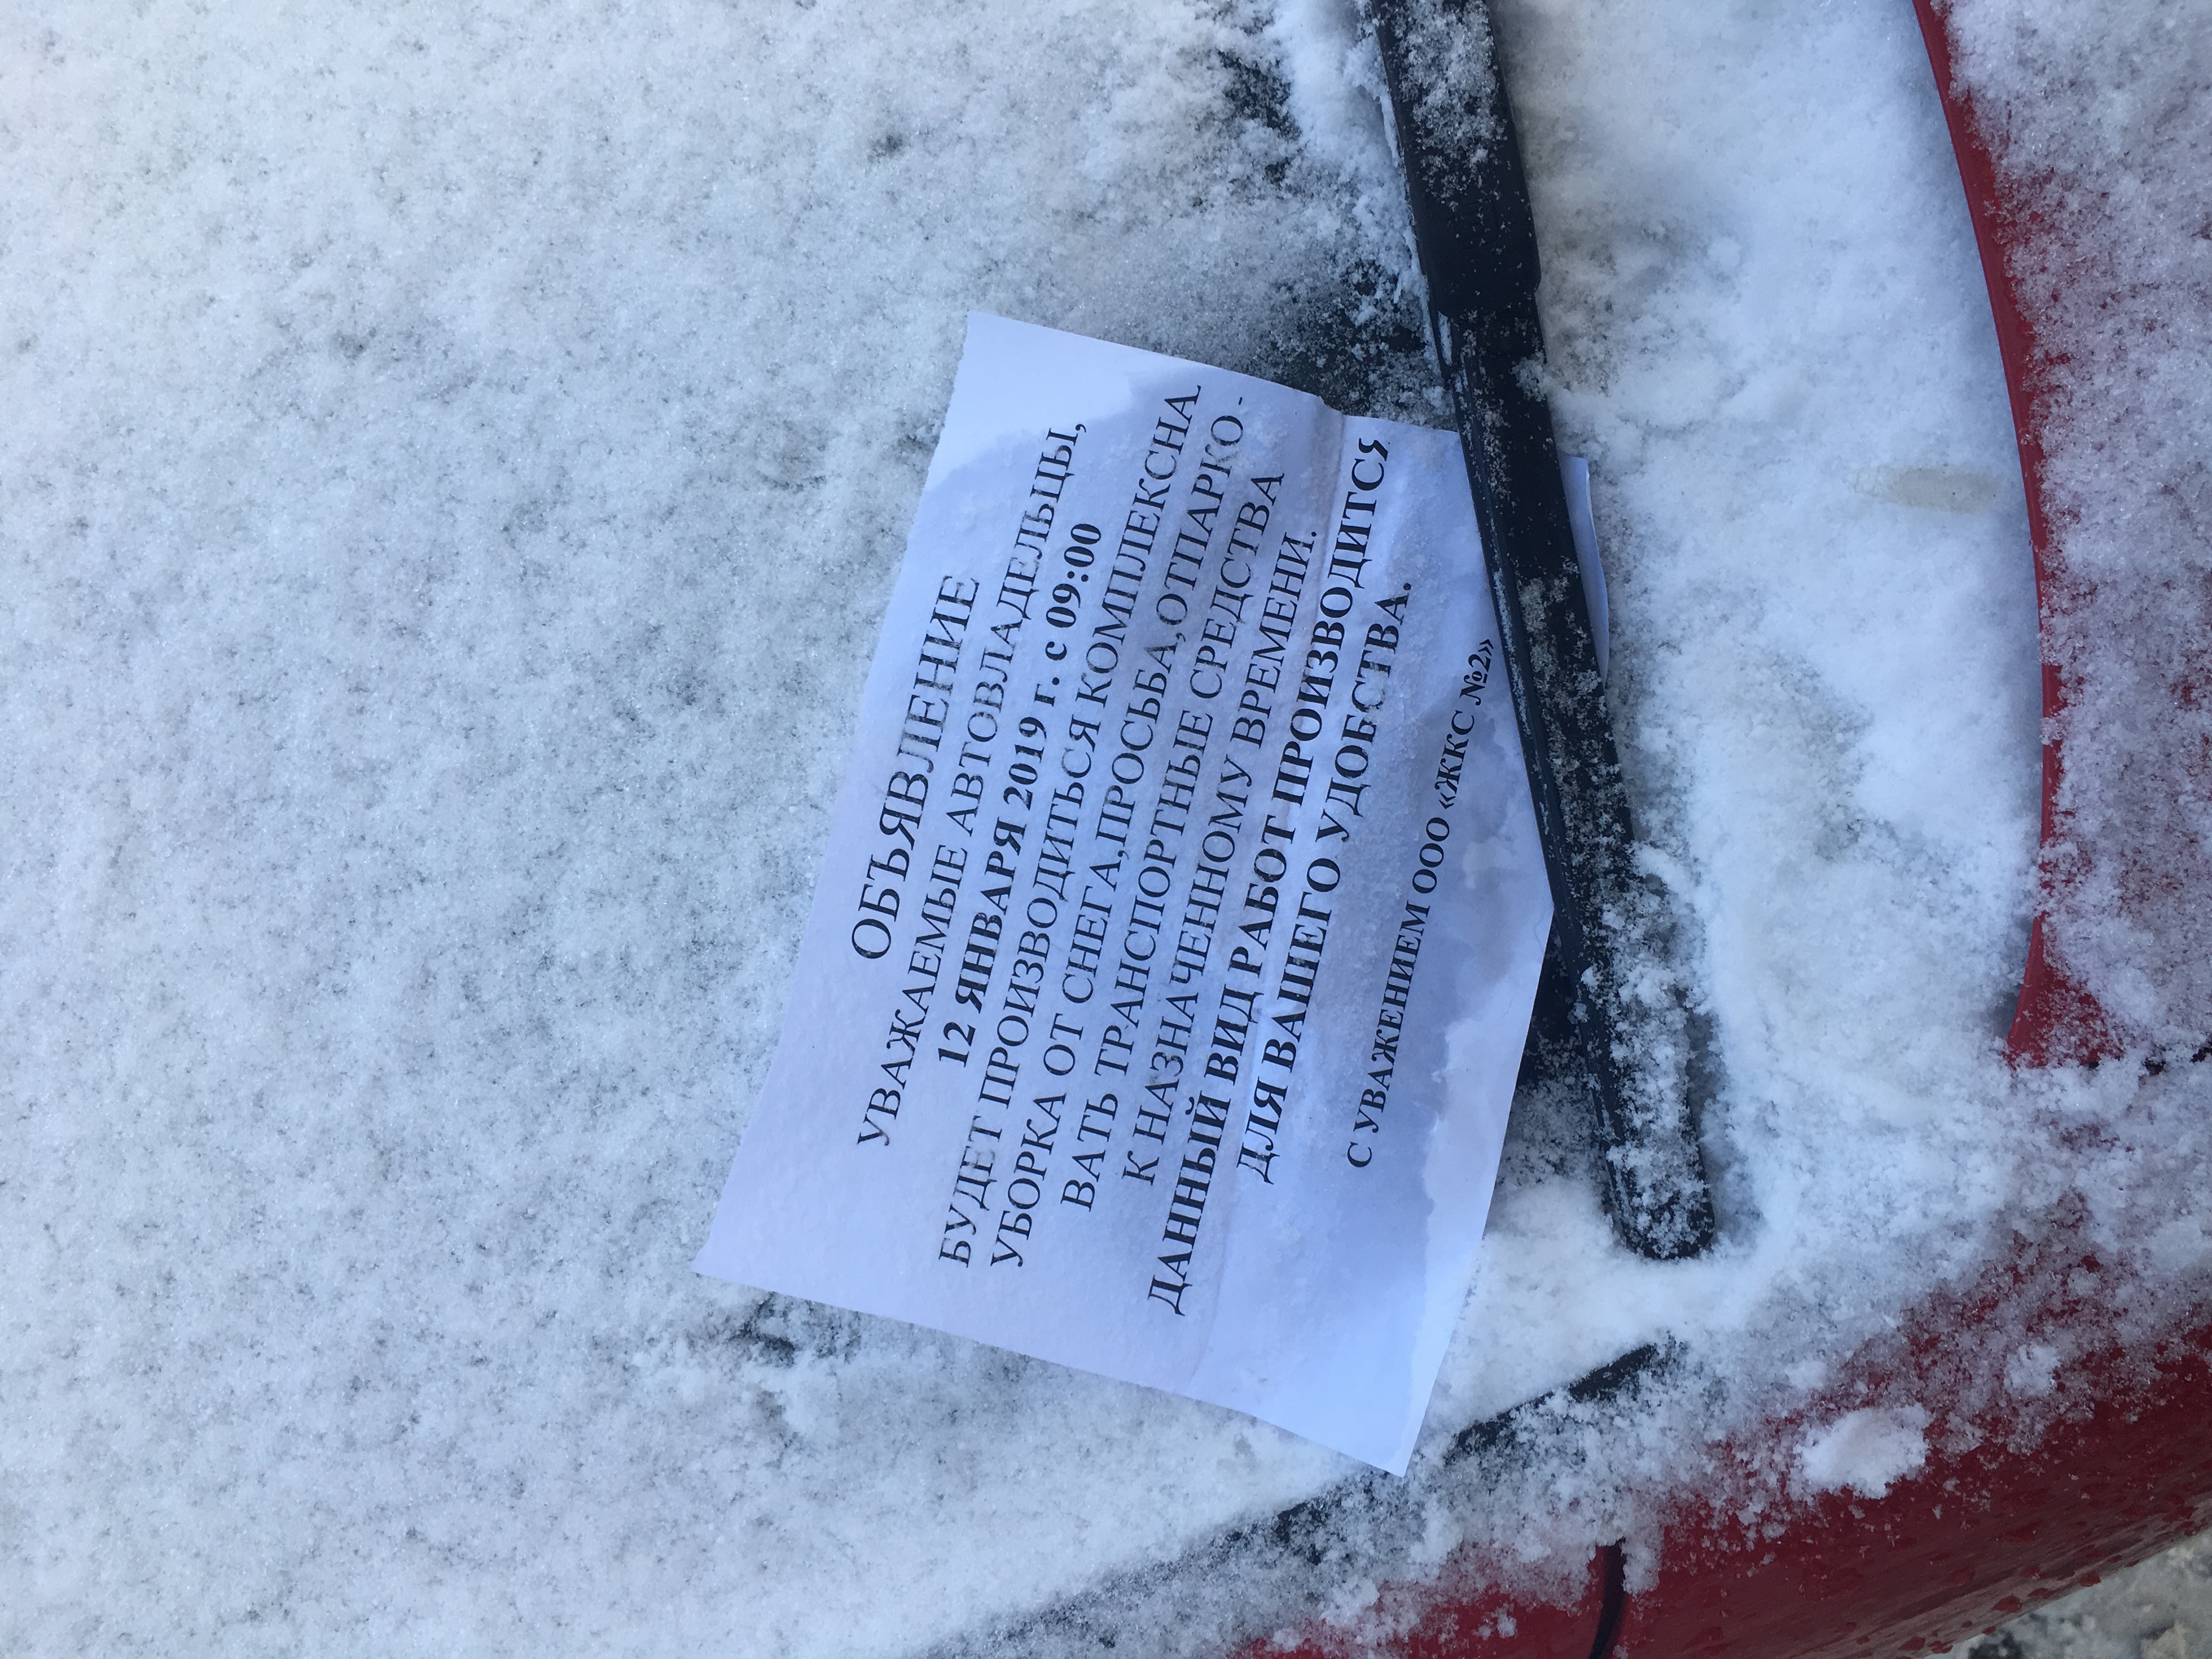 ОБЪЯВЛЕНИЕ
УВАЖАЕМЫЕ АВТОВЛАДЕЛЬЦЫ,
12 ЯНВАРЯ 2019 г. с 09:00
БУДЕТ ПРОИЗВОДИТЬСЯ КОМПЛЕКСНА
УБОРКА ОТ СНЕГА,ПРОСЬБА,ОТПАРКО -
ВАТЬ ТРАНСПОРТНЫЕ СРЕДСТВА
К НАЗНАЧЕННОМУ ВРЕМЕНИ.
ДАННЫЙ ВИД РАБОТ ПРОИЗВОДИТСЯ
ДЛЯ ВАШЕГО УДОБСТВА.
С УВАЖЕНИЕМ ООО «ЖКС №2»